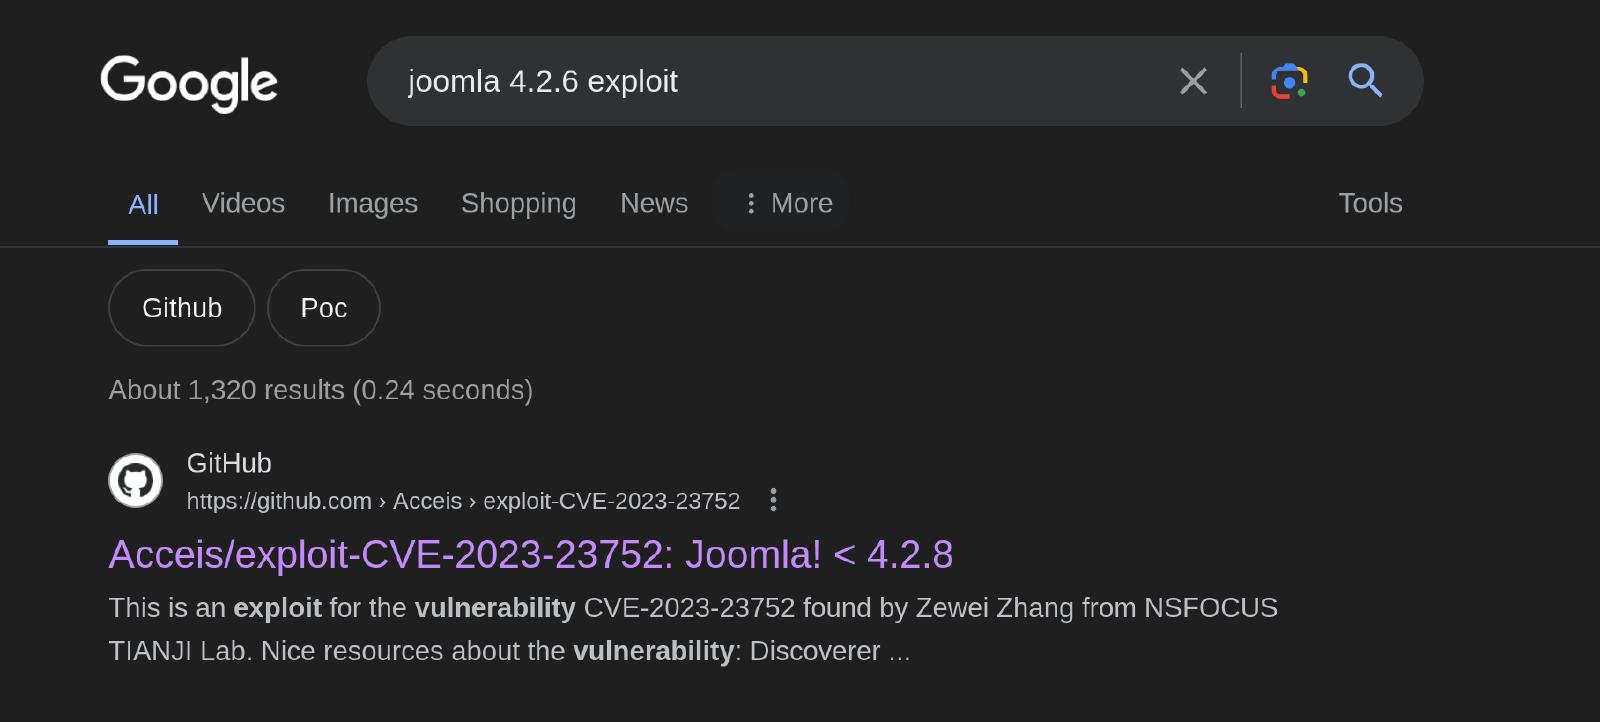 Google
joomla 4.2.6 exploit
All Videos Images Shopping News More Tools
Github Poc
About 1,320 results (0.24 seconds)
GitHub
https://github.com › Acceis › exploit-CVE-2023-23752
Acceis/exploit-CVE-2023-23752: Joomla! < 4.2.8
This is an exploit for the vulnerability CVE-2023-23752 found by Zewei Zhang from NSFOCUS
TIANJI Lab. Nice resources about the vulnerability: Discoverer ...